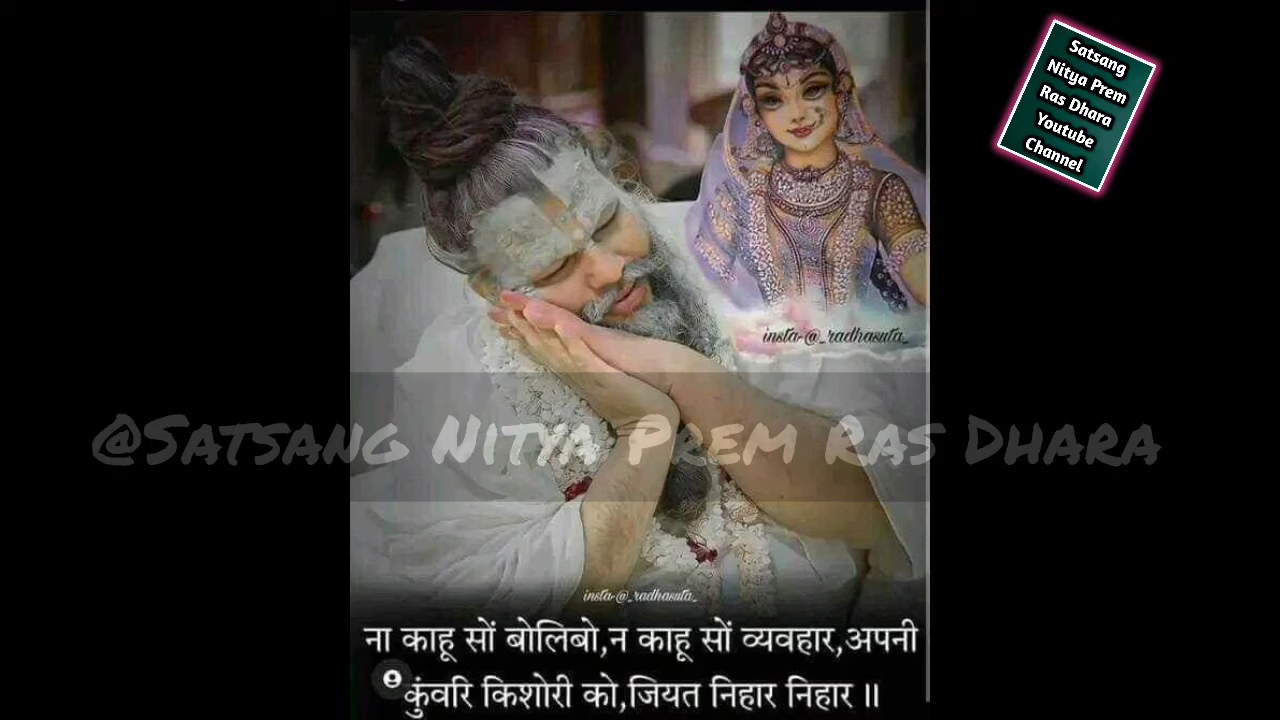 Satsang
Nitya Prem
Ras Dhara
Youtube
Channel
insta-@_radhasuta_
@Satsang Nitya Prem Ras Dhara
insta-@_radhasuta_
ना काहू सों बोलिबो,न काहू सों व्यवहार,अपनी
कुंवरि किशोरी को,जियत निहार निहार ॥